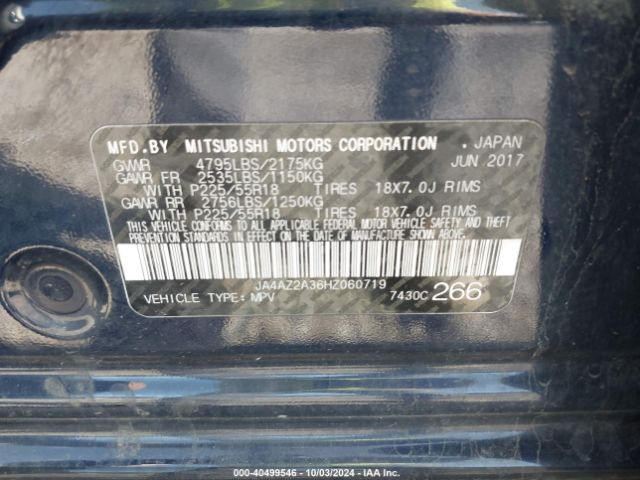 MFD.BY MITSUBISHI MOTORS CORPORATION . JAPAN
GVWR 4795LBS/2175KG JUN 2017
GAWR FR 2535LBS/1150KG
WITH P225/55R18 TIRES 18X7.0J RIMS
GAWR RR 2756LBS/1250KG
WITH P225/55R18 TIRES 18X7.0J RIMS
THIS VEHICLE CONFORMS TO ALL APPLICABLE FEDERAL MOTOR VEHICLE SAFETY AND THEFT
PREVENTION STANDARDS IN EFFECT ON THE DATE OF MANUFACTURE SHOWN ABOVE.
JA4AZ2A36HZ060719
VEHICLE TYPE: MPV 7430C 266
000-40499546 - 10/03/2024 - IAA Inc.